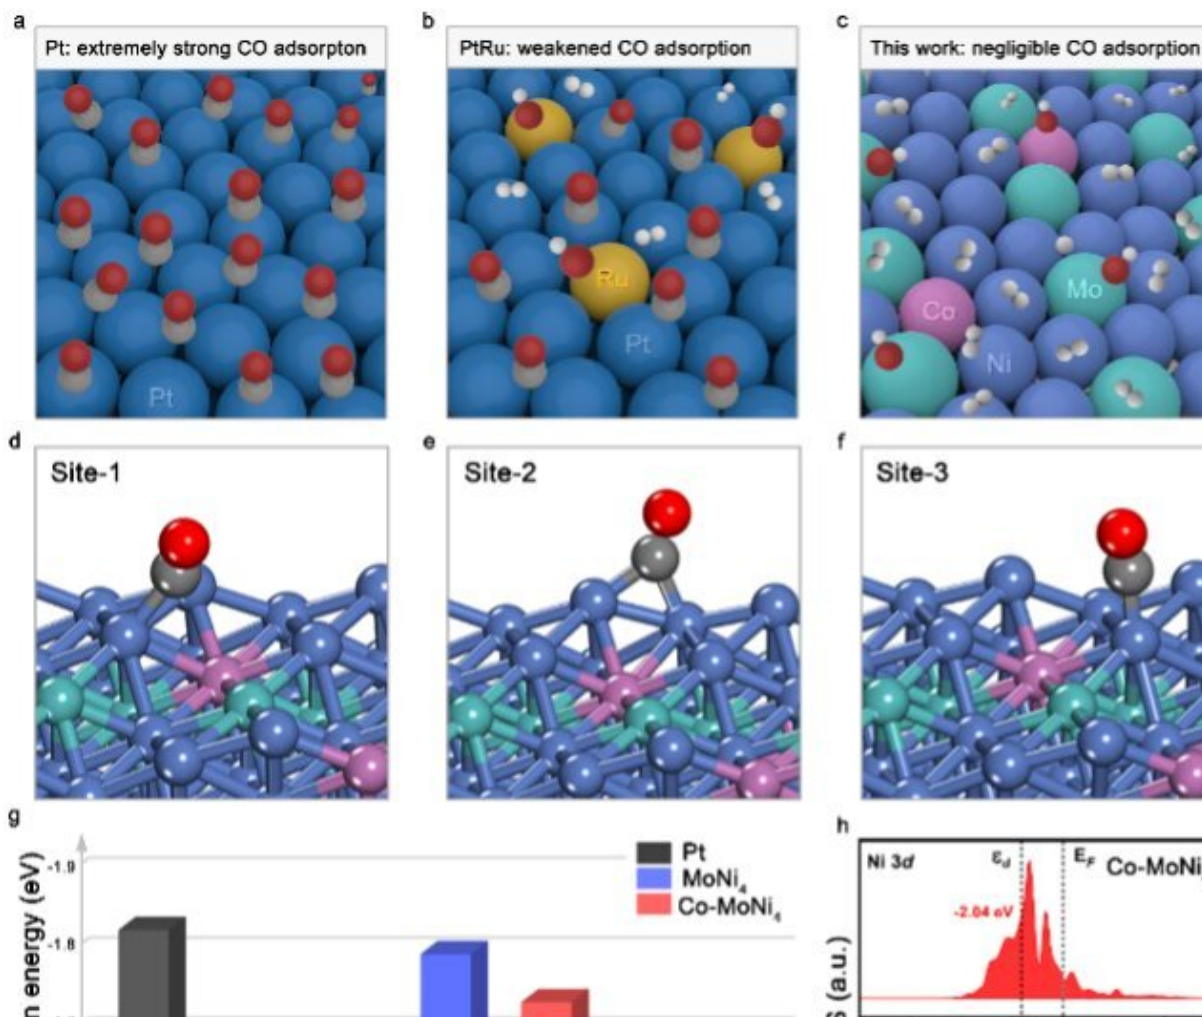 a
Pt: extremely strong CO adsorpton
Pt
b
PtRu: weakened CO adsorption
Ru
Pt
c
This work: negligible CO adsorption
Mo
Co
Ni
d
Site-1
e
Site-2
f
Site-3
g
n energy (eV)
-1.9
-1.8
Pt
MoNi₄
Co-MoNi₄
h
Ni 3d
εd
EF
Co-MoNi
-2.04 eV
(a.u.)